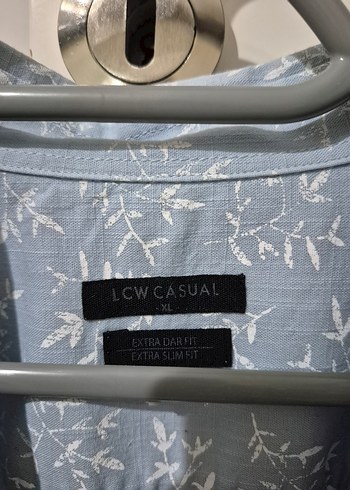 LCW CASUAL
XL
EXTRA DAR FIT
EXTRA SLIM FIT